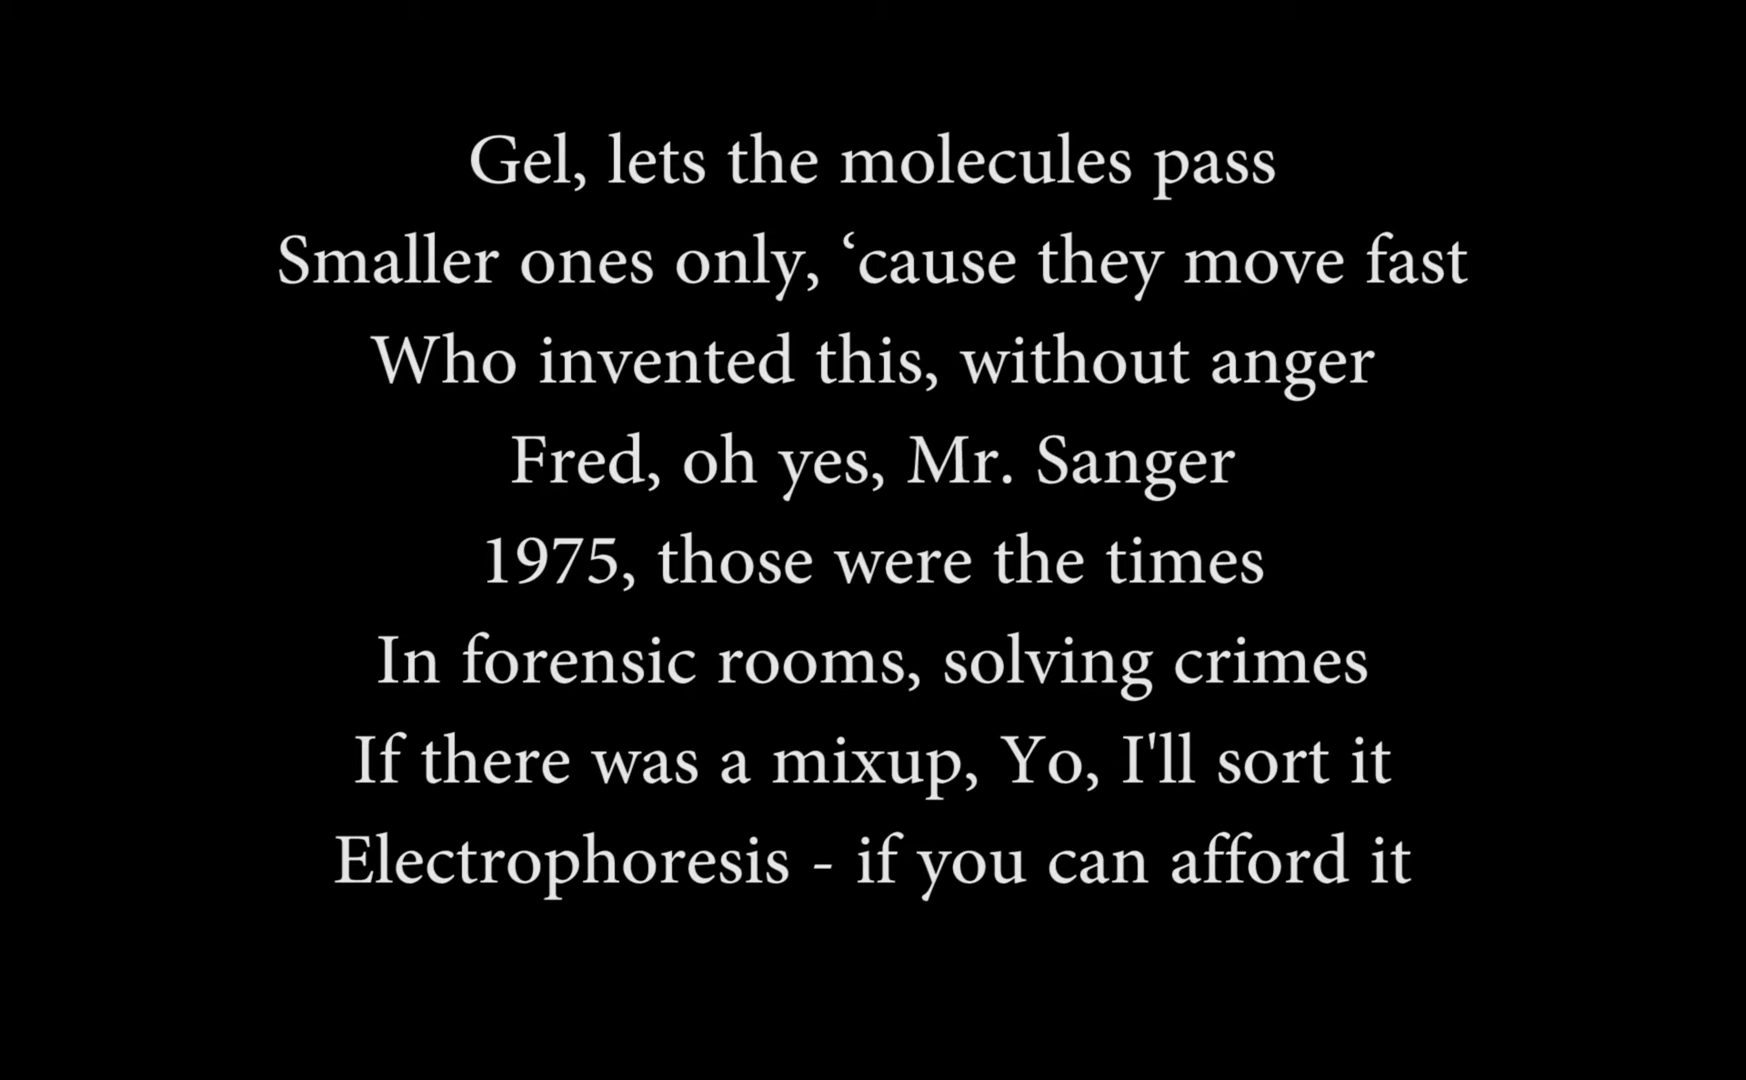 Gel, lets the molecules pass
Smaller ones only, ‘cause they move fast
Who invented this, without anger
Fred, oh yes, Mr. Sanger
1975, those were the times
In forensic rooms, solving crimes
If there was a mixup, Yo, I'll sort it
Electrophoresis - if you can afford it